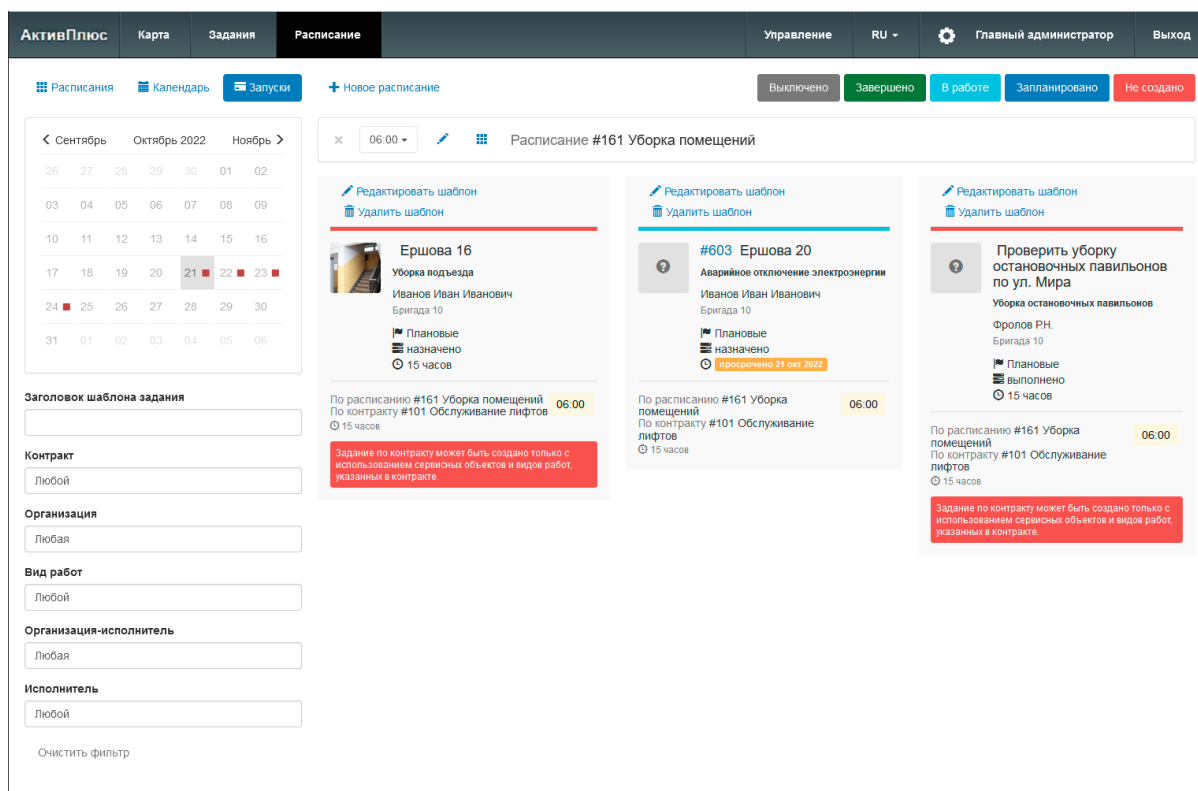 АктивПлюс Карта Задания Расписание Управление RU Главный администратор Выход
Расписания Календарь Запуски Новое расписание Выключено Завершено В работе Запланировано Не создано
Сентябрь Октябрь 2022 Ноябрь
26 27 28 29 30 01 02
03 04 05 06 07 08 09
10 11 12 13 14 15 16
17 18 19 20 21 22 23
24 25 26 27 28 29 30
31 01 02 03 04 05 06
Заголовок шаблона задания
Контракт
Любой
Организация
Любая
Вид работ
Любой
Организация-исполнитель
Любая
Исполнитель
Любой
Очистить фильтр
× 06:00 Расписание #161 Уборка помещений
Редактировать шаблон
Удалить шаблон
Ершова 16
Уборка подъезда
Иванов Иван Иванович
Бригада 10
Плановые
назначено
15 часов
По расписанию #161 Уборка помещений
По контракту #101 Обслуживание лифтов
06:00
15 часов
Задание по контракту может быть создано только с
использованием сервисных объектов и видов работ,
указанных в контракте.
Редактировать шаблон
Удалить шаблон
#603 Ершова 20
Аварийное отключение электроэнергии
Иванов Иван Иванович
Бригада 10
Плановые
назначено
просрочено 21 окт 2022
По расписанию #161 Уборка
помещений
По контракту #101 Обслуживание
лифтов
06:00
15 часов
Редактировать шаблон
Удалить шаблон
Проверить уборку
остановочных павильонов
по ул. Мира
Уборка остановочных павильонов
Фролов Р.Н.
Бригада 10
Плановые
выполнено
15 часов
По расписанию #161 Уборка
помещений
По контракту #101 Обслуживание
лифтов
06:00
15 часов
Задание по контракту может быть создано только с
использованием сервисных объектов и видов работ,
указанных в контракте.